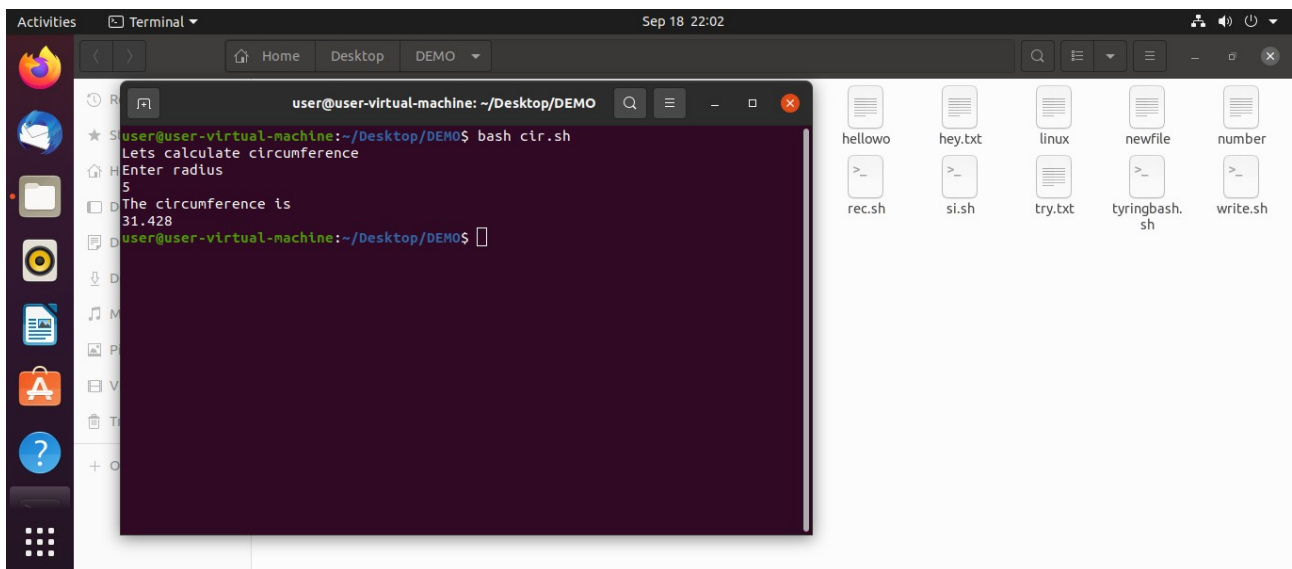 Activities
Terminal
Sep 18 22:02
Home
Desktop
DEMO
user@user-virtual-machine: ~/Desktop/DEMO
user@user-virtual-machine:~/Desktop/DEMO$ bash cir.sh
Lets calculate circumference
Enter radius
5
The circumference is
31.428
user@user-virtual-machine:~/Desktop/DEMO$
hellowo
hey.txt
linux
newfile
number
rec.sh
si.sh
try.txt
tyringbash.
sh
write.sh